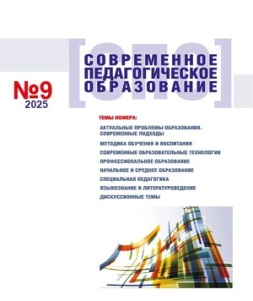 [СПО]
СОВРЕМЕННОЕ
ПЕДАГОГИЧЕСКОЕ
ОБРАЗОВАНИЕ
№9
2025
ТЕМЫ НОМЕРА:
АКТУАЛЬНЫЕ ПРОБЛЕМЫ ОБРАЗОВАНИЯ.
СОВРЕМЕННЫЕ ПОДХОДЫ
МЕТОДИКА ОБУЧЕНИЯ И ВОСПИТАНИЯ
СОВРЕМЕННЫЕ ОБРАЗОВАТЕЛЬНЫЕ ТЕХНОЛОГИИ
ПРОФЕССИОНАЛЬНОЕ ОБРАЗОВАНИЕ
НАЧАЛЬНОЕ И СРЕДНЕЕ ОБРАЗОВАНИЕ
СПЕЦИАЛЬНАЯ ПЕДАГОГИКА
ЯЗЫКОЗНАНИЕ И ЛИТЕРАТУРОВЕДЕНИЕ
ДИСКУССИОННЫЕ ТЕМЫ